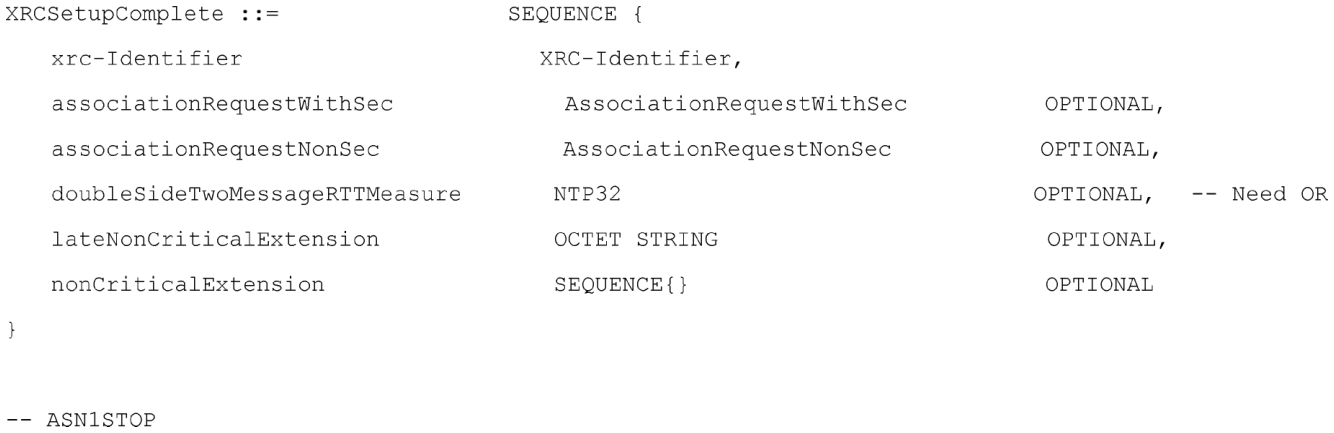 XRCSetupComplete ::= SEQUENCE {
xrc-Identifier XRC-Identifier,
associationRequestWithSec AssociationRequestWithSec OPTIONAL,
associationRequestNonSec AssociationRequestNonSec OPTIONAL,
doubleSideTwoMessageRTTMeasure NTP32 OPTIONAL, -- Need OR
lateNonCriticalExtension OCTET STRING OPTIONAL,
nonCriticalExtension SEQUENCE{} OPTIONAL
}
-- ASN1STOP